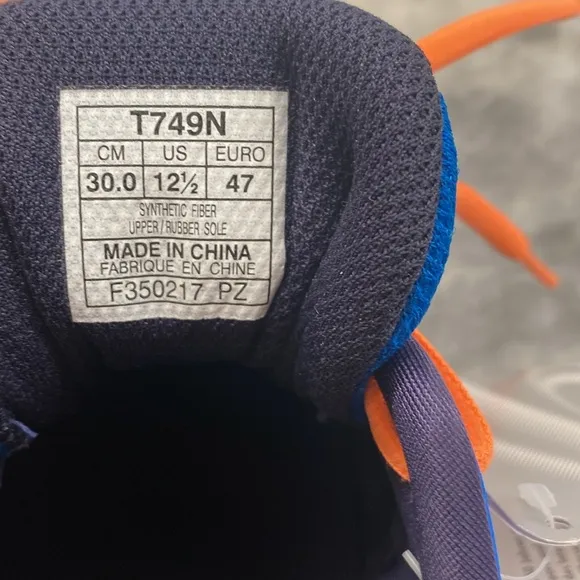 T749N
CM US EURO
30.0 12½ 47
SYNTHETIC FIBER
UPPER/RUBBER SOLE
MADE IN CHINA
FABRIQUE EN CHINE
F350217 PZ